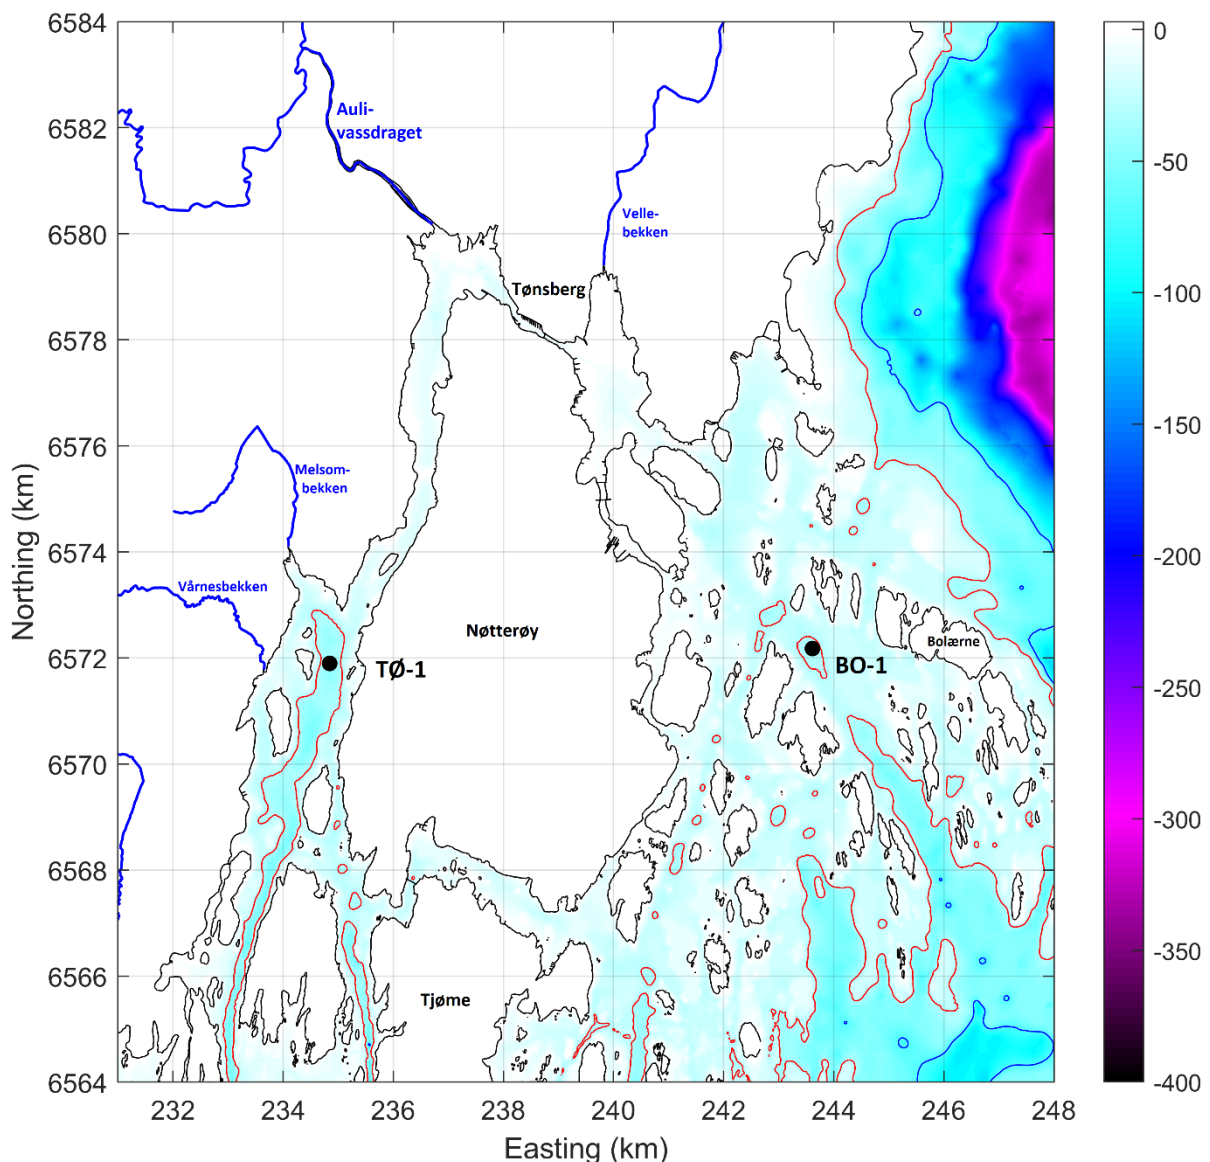 6584
6582
6580
6578
6576
6574
6572
6570
6568
6566
6564
Northing (km)
Auli-
vassdraget
Velle-
bekken
Tønsberg
Melsom-
bekken
Vårnesbekken
Nøtterøy
Bolærne
TØ-1
BO-1
Tjøme
232
234
236
238
240
242
244
246
248
Easting (km)
0
-50
-100
-150
-200
-250
-300
-350
-400